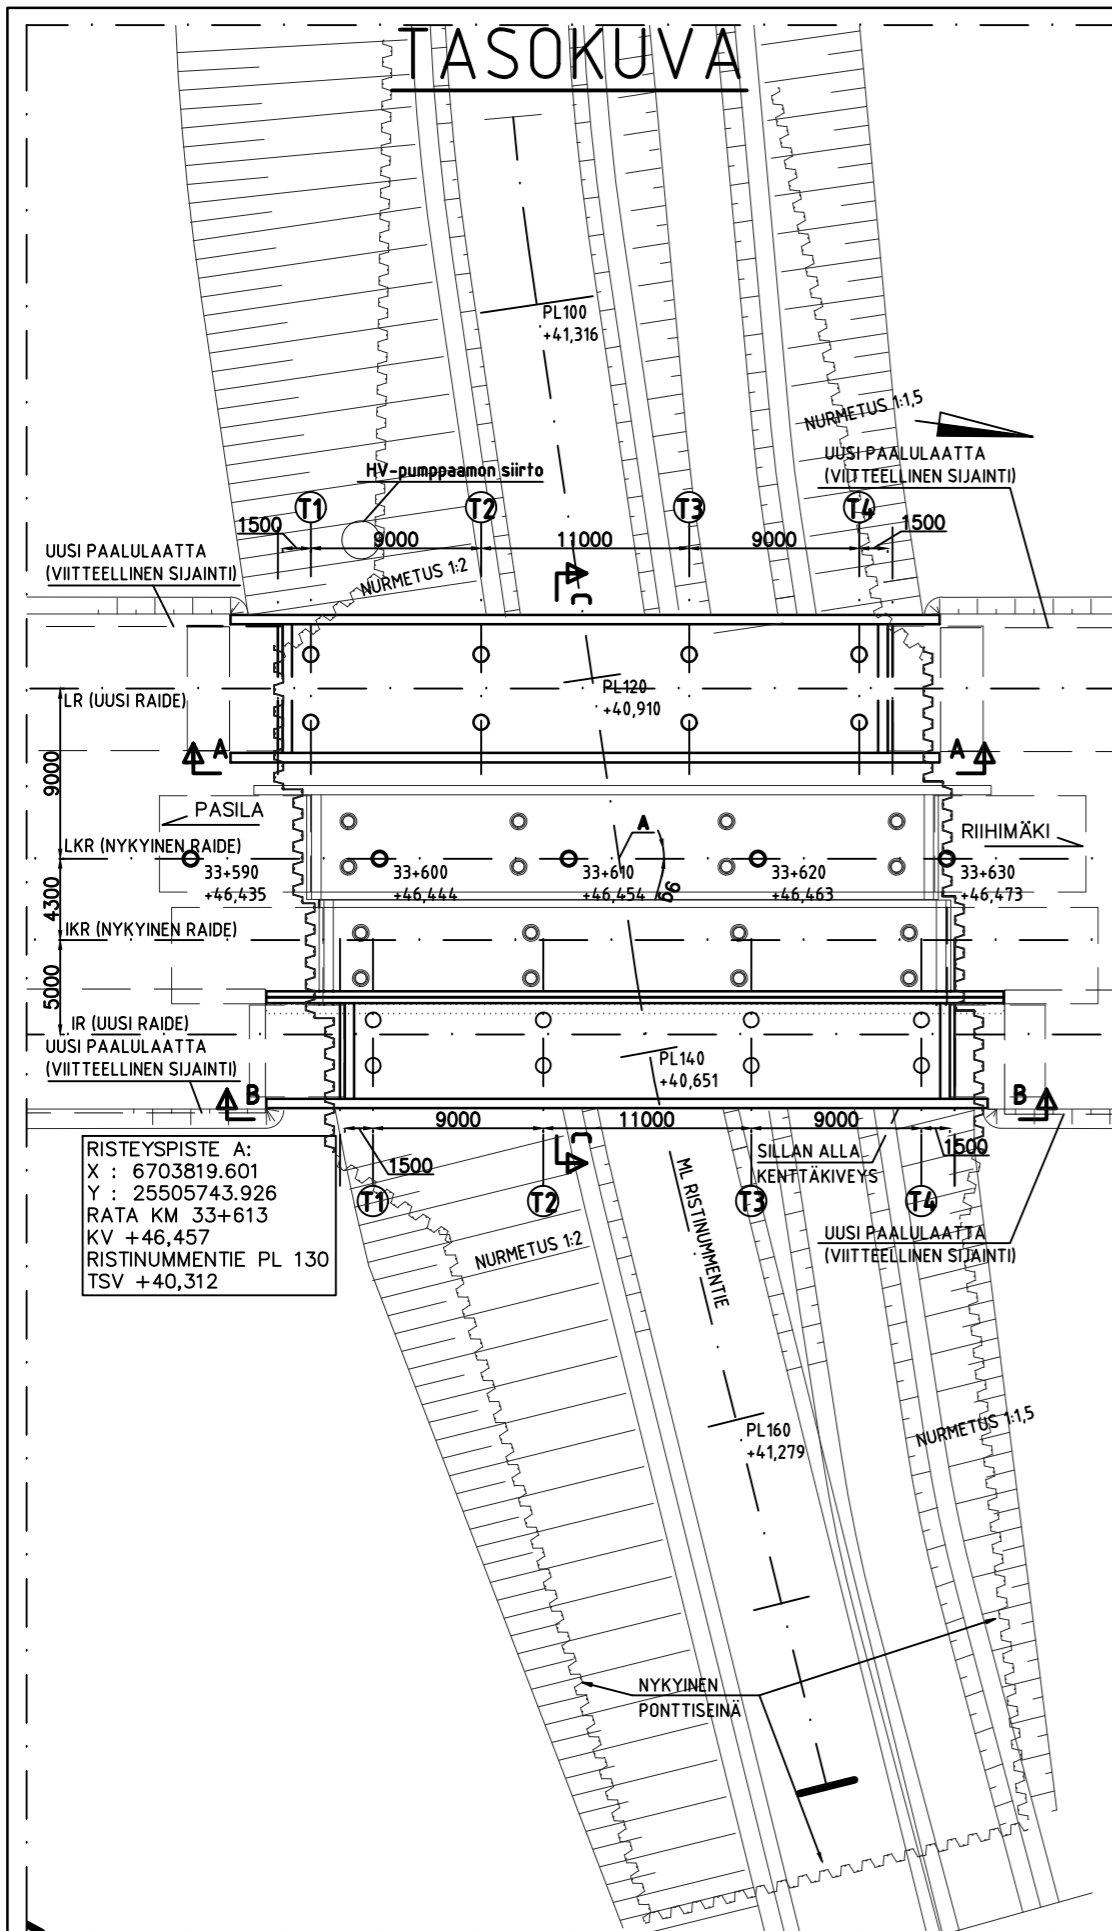 TASOKUVA
PL100
+41,316
NURMETUS 1:1,5
UUSI PAALULAATTA
(VIITTEELLINEN SIJAINTI)
HV-pumppaamon siirto
T1
T2
T3
T4
1500
9000
11000
9000
1500
UUSI PAALULAATTA
(VIITTEELLINEN SIJAINTI)
NURMETUS 1:2
C
PL120
+40,910
LR (UUSI RAIDE)
A
A
9000
PASILA
A
RIIHIMÄKI
LKR (NYKYINEN RAIDE)
33+590
+46,435
33+600
+46,444
33+610
+46,454
33+620
+46,463
33+630
+46,473
4300
IKR (NYKYINEN RAIDE)
5000
IR (UUSI RAIDE)
UUSI PAALULAATTA
(VIITTEELLINEN SIJAINTI)
PL140
+40,651
B
B
9000
11000
9000
1500
1500
C
SILLAN ALLA
KENTTÄKIVEYS
T1
T2
T3
T4
RISTEYSPISTE A:
X : 6703819.601
Y : 25505743.926
RATA KM 33+613
KV +46,457
RISTINUMMENTIE PL 130
TSV +40,312
NURMETUS 1:2
ML RISTINUMMENTIE
UUSI PAALULAATTA
(VIITTEELLINEN SIJAINTI)
PL160
+41,279
NURMETUS 1:1,5
NYKYINEN
PONTTISEINÄ